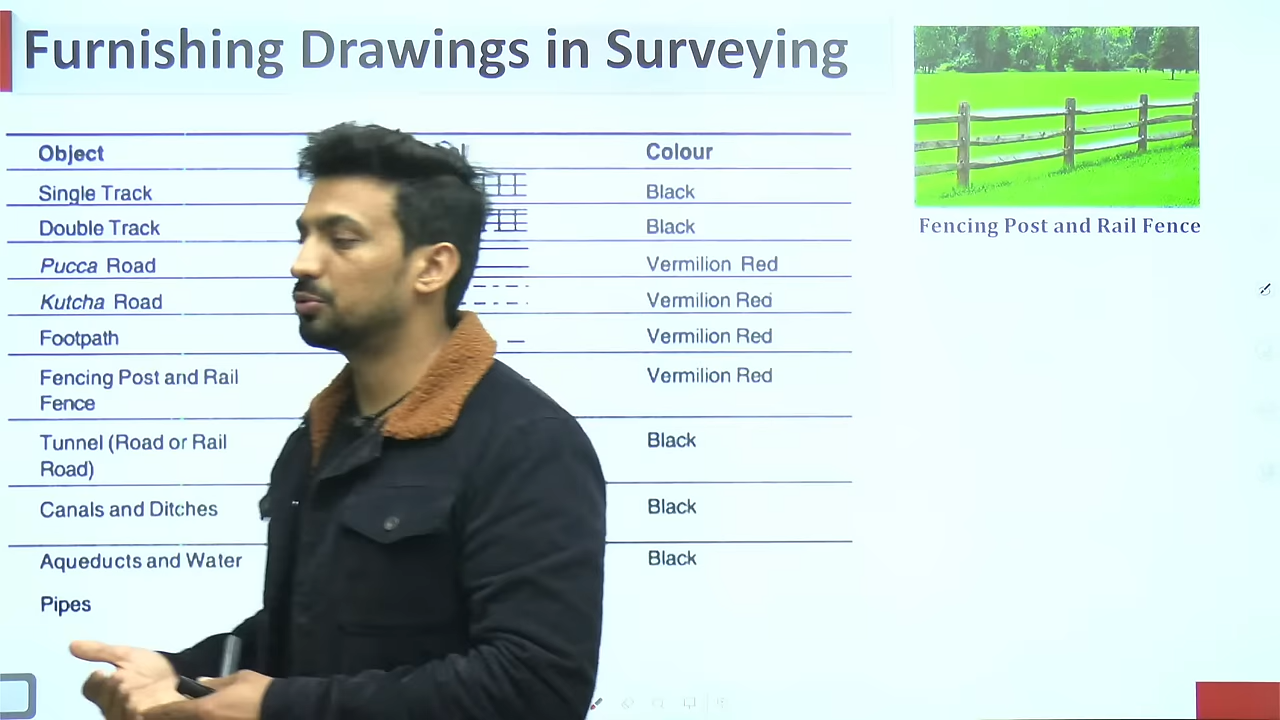 Furnishing Drawings in Surveying
Object Colour
Single Track Black
Double Track Black
Pucca Road Vermilion Red
Kutcha Road Vermilion Red
Footpath Vermilion Red
Fencing Post and Rail Vermilion Red
Fence
Tunnel (Road or Rail Black
Road)
Canals and Ditches Black
Aqueducts and Water Black
Pipes
Fencing Post and Rail Fence